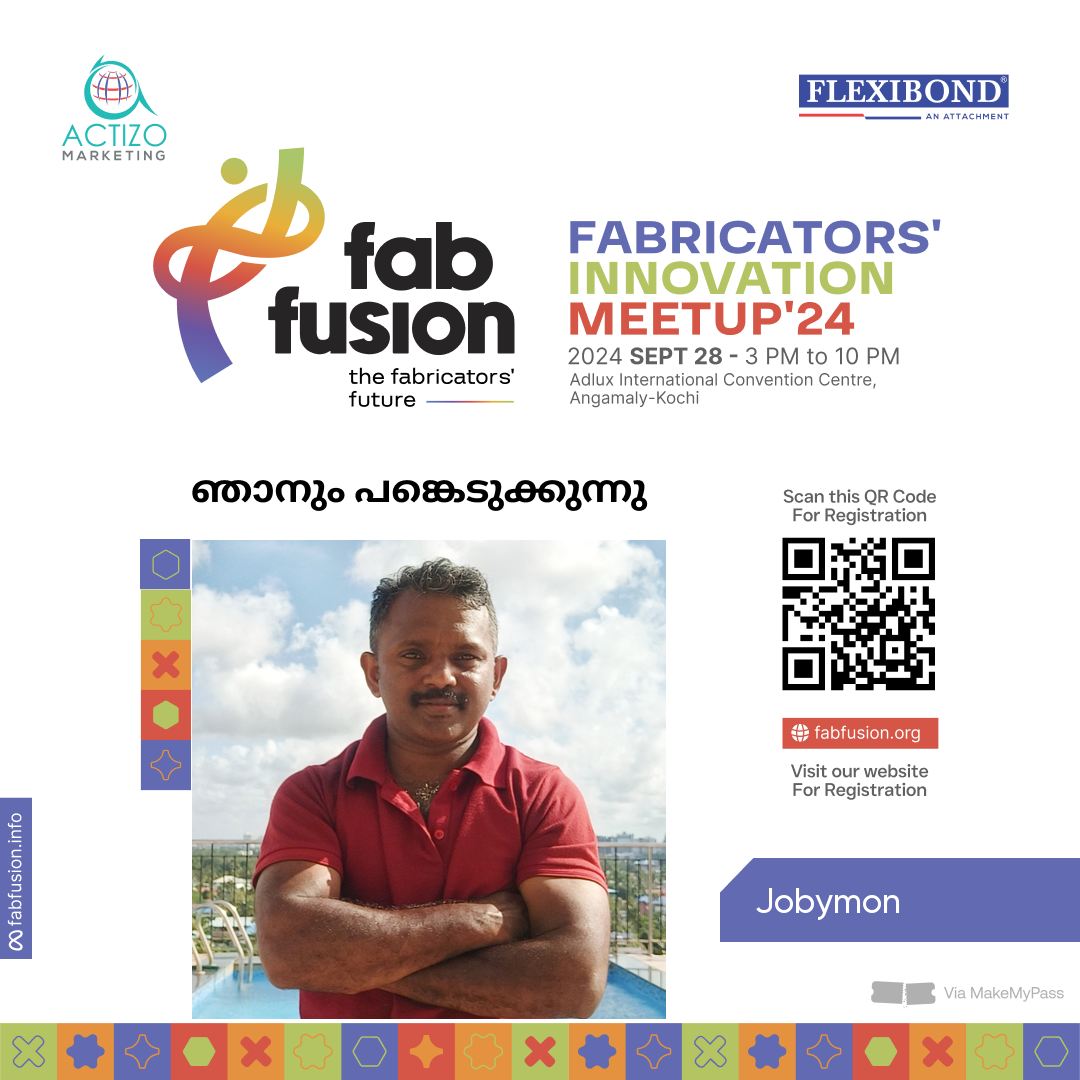 ACTIZO
MARKETING
FLEXIBOND®
AN ATTACHMENT
fab
fusion
the fabricators'
future
FABRICATORS'
INNOVATION
MEETUP'24
2024 SEPT 28 - 3 PM to 10 PM
Adlux International Convention Centre,
Angamaly-Kochi
ഞാനും പങ്കെടുക്കുന്നു
Scan this QR Code
For Registration
fabfusion.org
Visit our website
For Registration
fabfusion.info
Jobymon
Via MakeMyPass